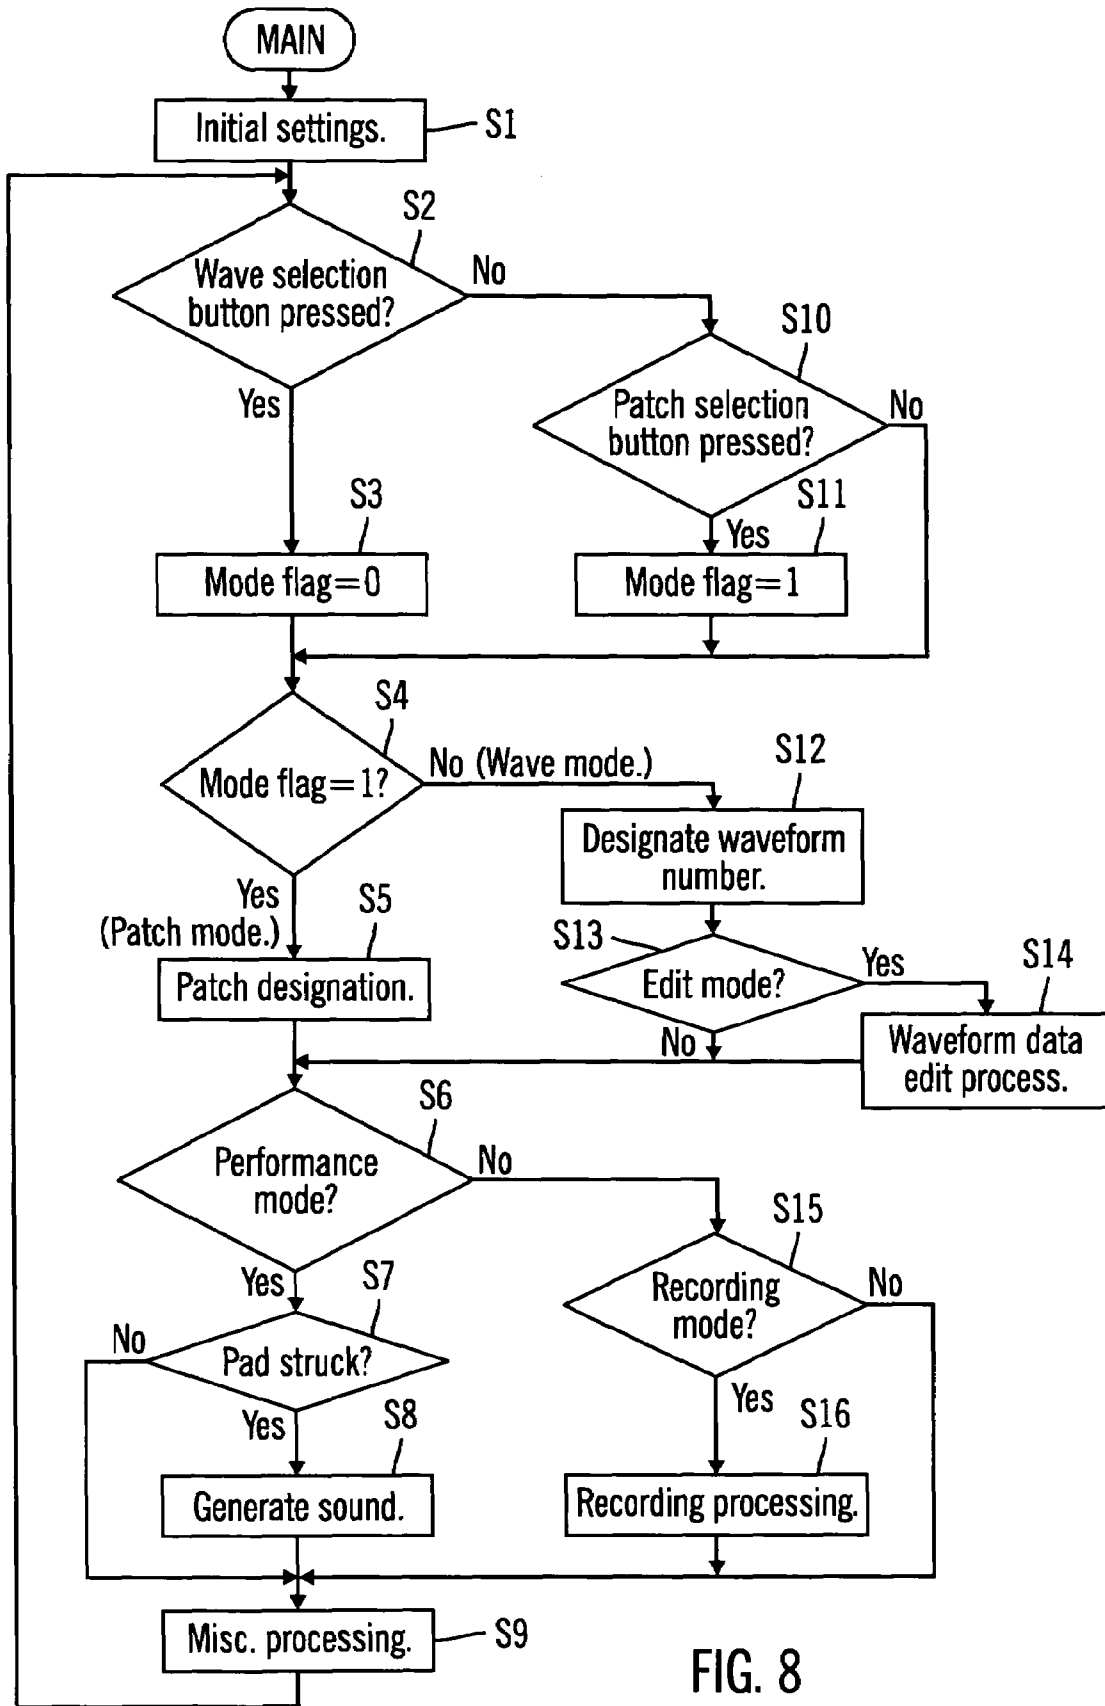 MAIN
Initial settings.
S1
S2
Wave selection
button pressed?
No
Yes
S10
Patch selection
button pressed?
No
Yes
S3
Mode flag=0
S11
Mode flag=1
S4
Mode flag=1?
No (Wave mode.)
Yes
(Patch mode.)
S12
Designate waveform
number.
S5
Patch designation.
S13
Edit mode?
Yes
No
S14
Waveform data
edit process.
S6
Performance
mode?
No
Yes
S15
Recording
mode?
No
Yes
S7
Pad struck?
No
Yes
S8
Generate sound.
S16
Recording processing.
Misc. processing.
S9
FIG. 8